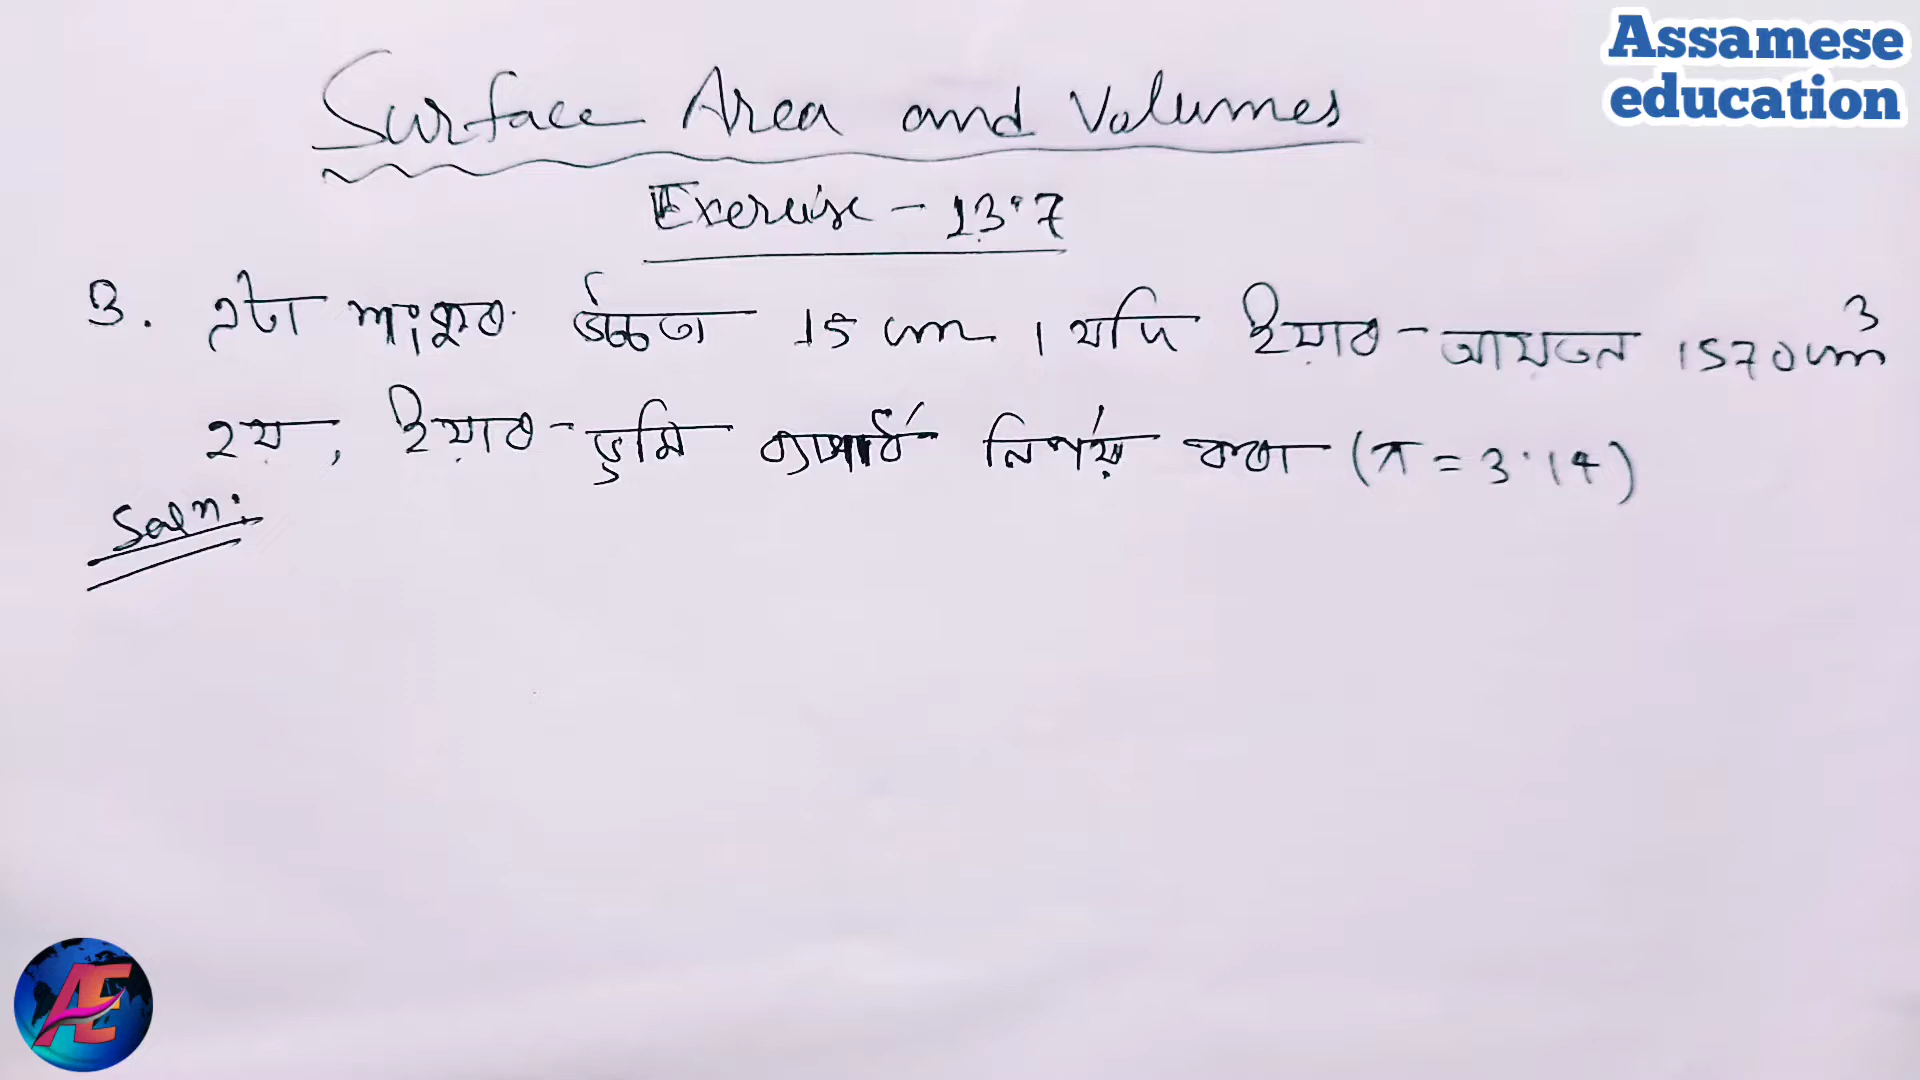 Assamese
education
Surface Area and Volumes
Exercise - 13.7
3. এটা শংকুৰ উচ্চতা 15 cm । যদি ইয়াৰ আয়তন 1570 cm³
হয়, ইয়াৰ ভূমি ব্যাসাৰ্ধ নিৰ্ণয় কৰা (π = 3.14)
Soln:
AE